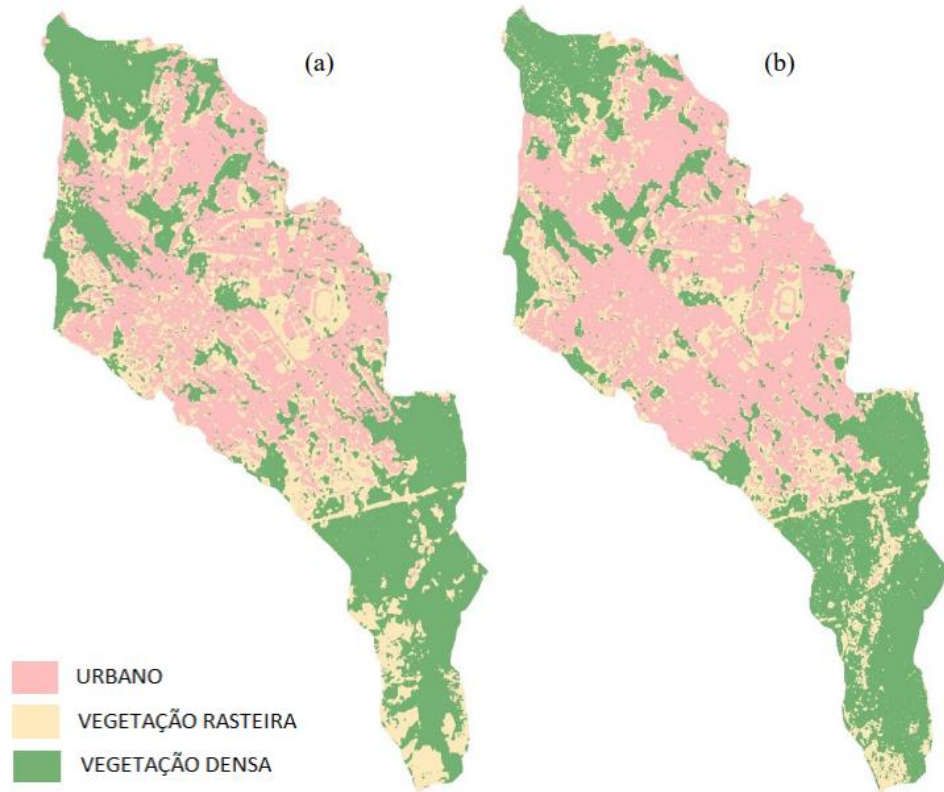 (a)
(b)
URBANO
VEGETAÇÃO RASTEIRA
VEGETAÇÃO DENSA